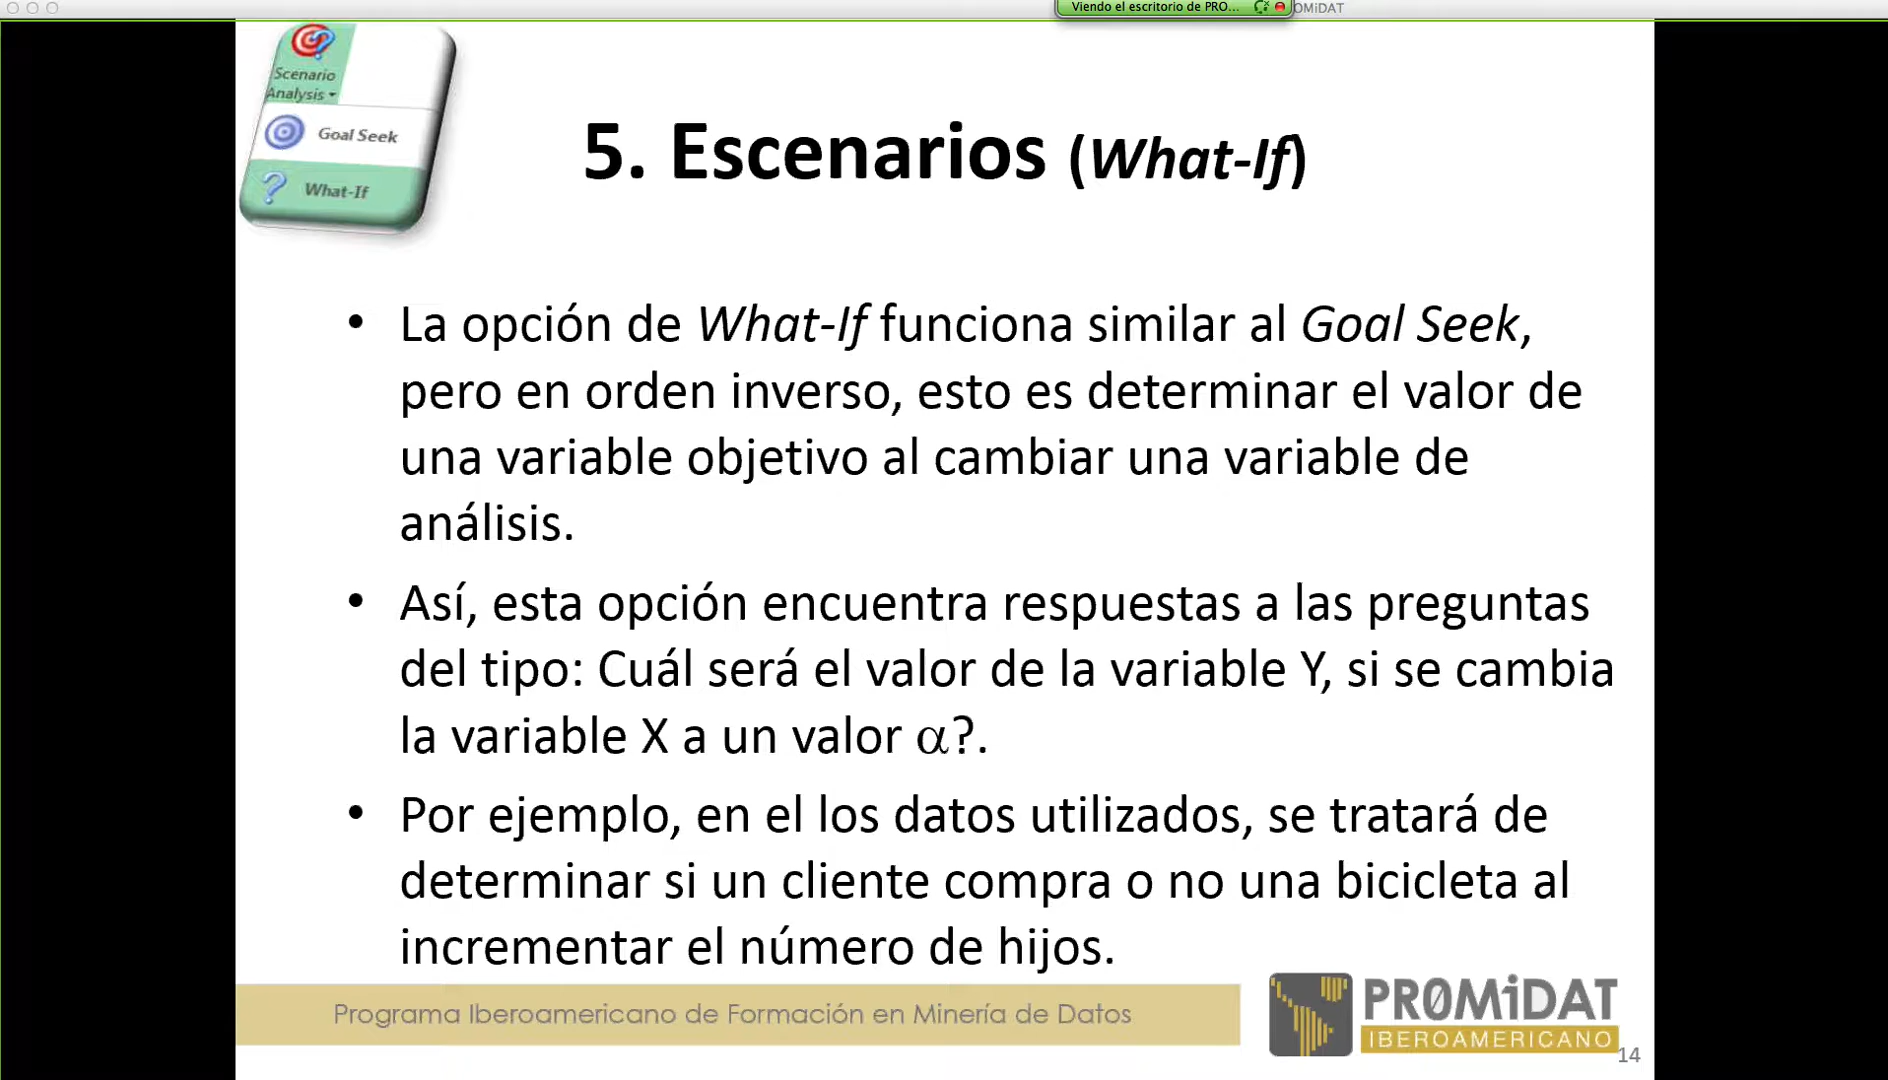 Viendo el escritorio de PRO...
OMiDAT
Scenario
Analysis
Goal Seek
What-If
5. Escenarios (What-If)
• La opción de What-If funciona similar al Goal Seek,
pero en orden inverso, esto es determinar el valor de
una variable objetivo al cambiar una variable de
análisis.
• Así, esta opción encuentra respuestas a las preguntas
del tipo: Cuál será el valor de la variable Y, si se cambia
la variable X a un valor α?.
• Por ejemplo, en el los datos utilizados, se tratará de
determinar si un cliente compra o no una bicicleta al
incrementar el número de hijos.
Programa Iberoamericano de Formación en Minería de Datos
PR0MiDAT
IBEROAMERICANO
14